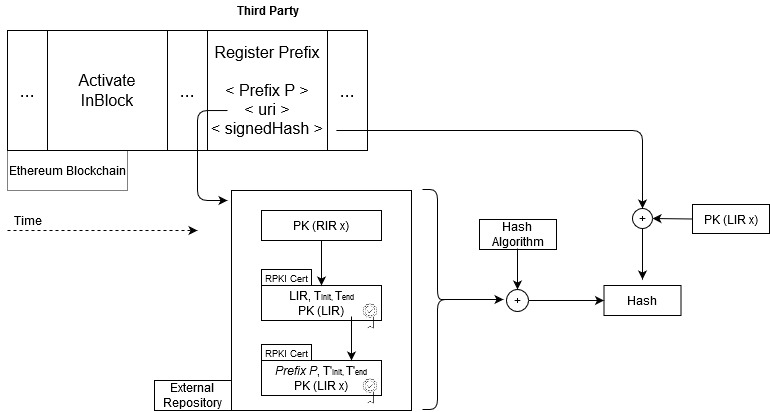 Third Party
...
Activate
InBlock
...
Register Prefix
< Prefix P >
< uri >
< signedHash >
...
Ethereum Blockchain
Time
PK (RIR x)
RPKI Cert
LIR, Tinit, Tend
PK (LIR)
RPKI Cert
Prefix P, T'init, T'end
PK (LIR x)
External
Repository
Hash
Algorithm
+
+
PK (LIR x)
Hash